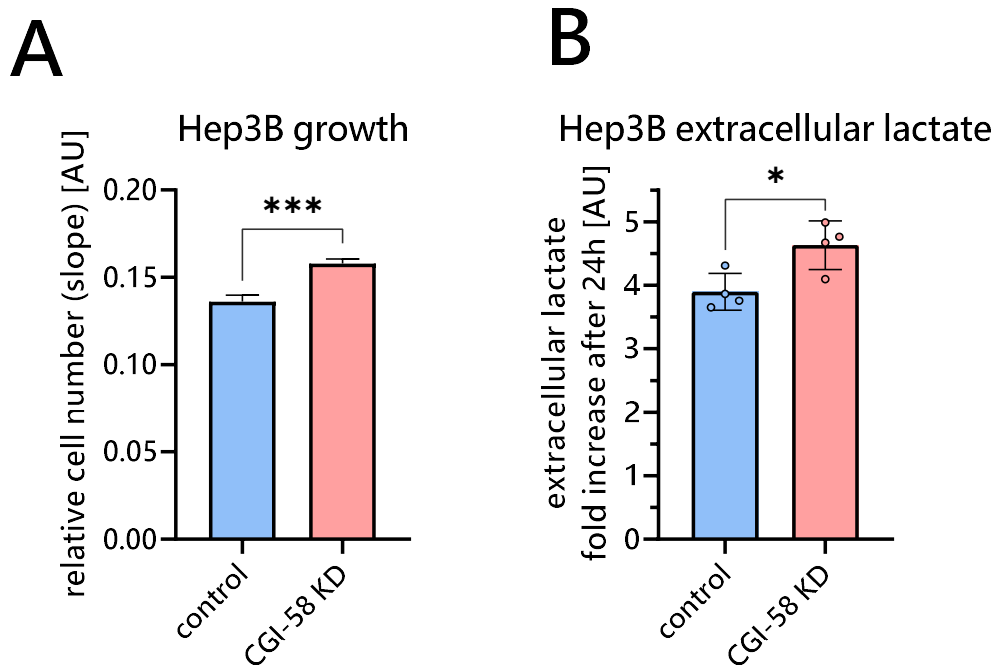 A
Hep3B growth
relative cell number (slope) [AU]
0.20
0.15
0.10
0.05
0.00
***
control
CGI-58 KD
B
Hep3B extracellular lactate
extracellular lactate
fold increase after 24h [AU]
5
4
3
2
1
0
*
control
CGI-58 KD